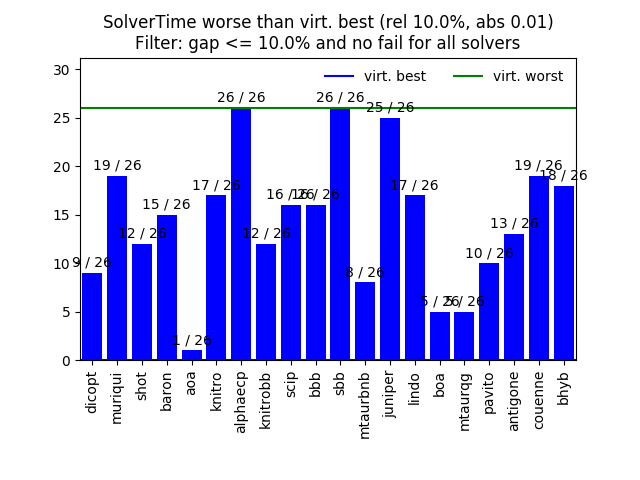 SolverTime worse than virt. best (rel 10.0%, abs 0.01)
Filter: gap <= 10.0% and no fail for all solvers
virt. best
virt. worst
30
25
20
15
10
5
0
9 / 26
19 / 26
12 / 26
15 / 26
1 / 26
17 / 26
26 / 26
12 / 26
16 / 26
16 / 26
26 / 26
8 / 26
25 / 26
17 / 26
5 / 26
5 / 26
10 / 26
13 / 26
19 / 26
18 / 26
dicopt
muriqui
shot
baron
aoa
knitro
alphaecp
knitrobb
scip
bbb
sbb
mtaurbnb
juniper
lindo
boa
mtaurqg
pavito
antigone
couenne
bhyb